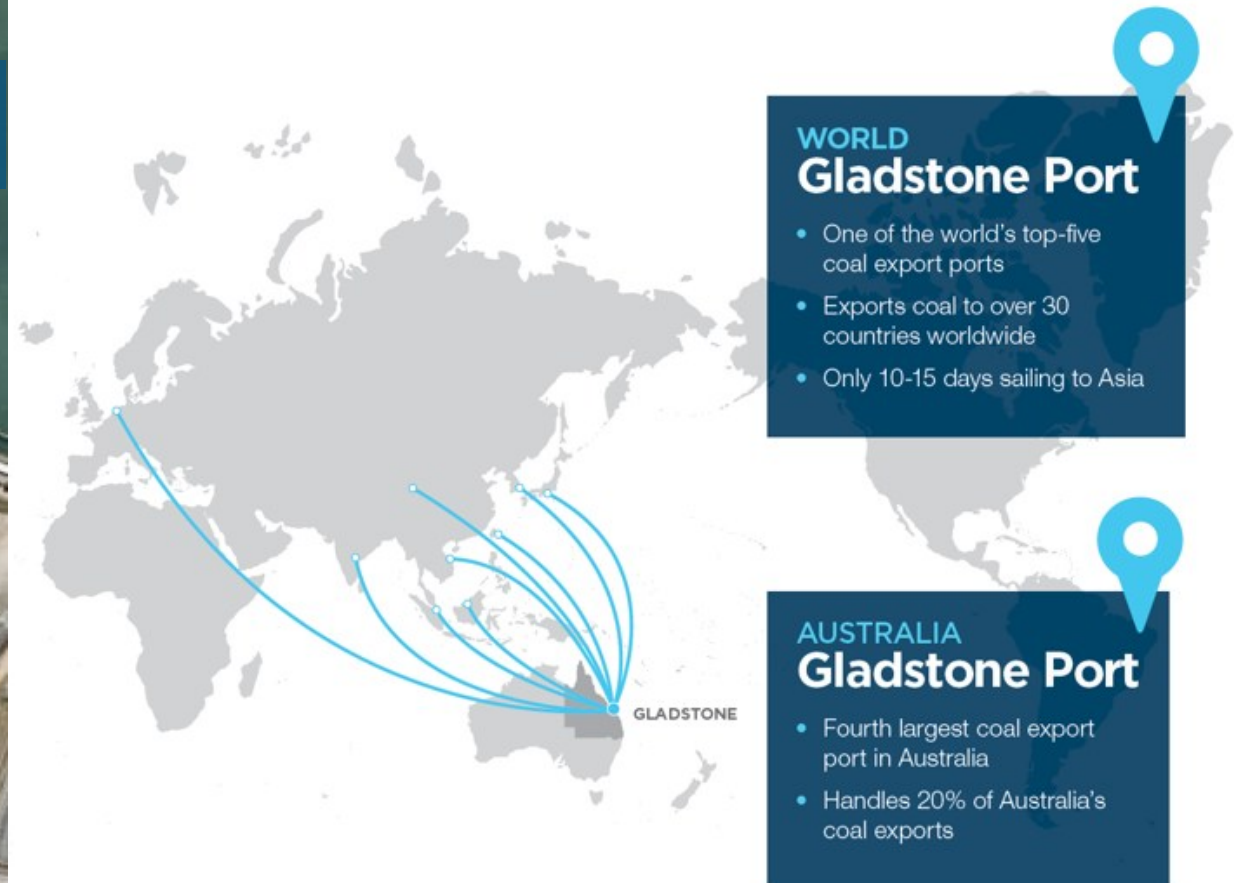 WORLD
Gladstone Port
• One of the world's top-five
coal export ports
• Exports coal to over 30
countries worldwide
• Only 10-15 days sailing to Asia
GLADSTONE
AUSTRALIA
Gladstone Port
• Fourth largest coal export
port in Australia
• Handles 20% of Australia's
coal exports